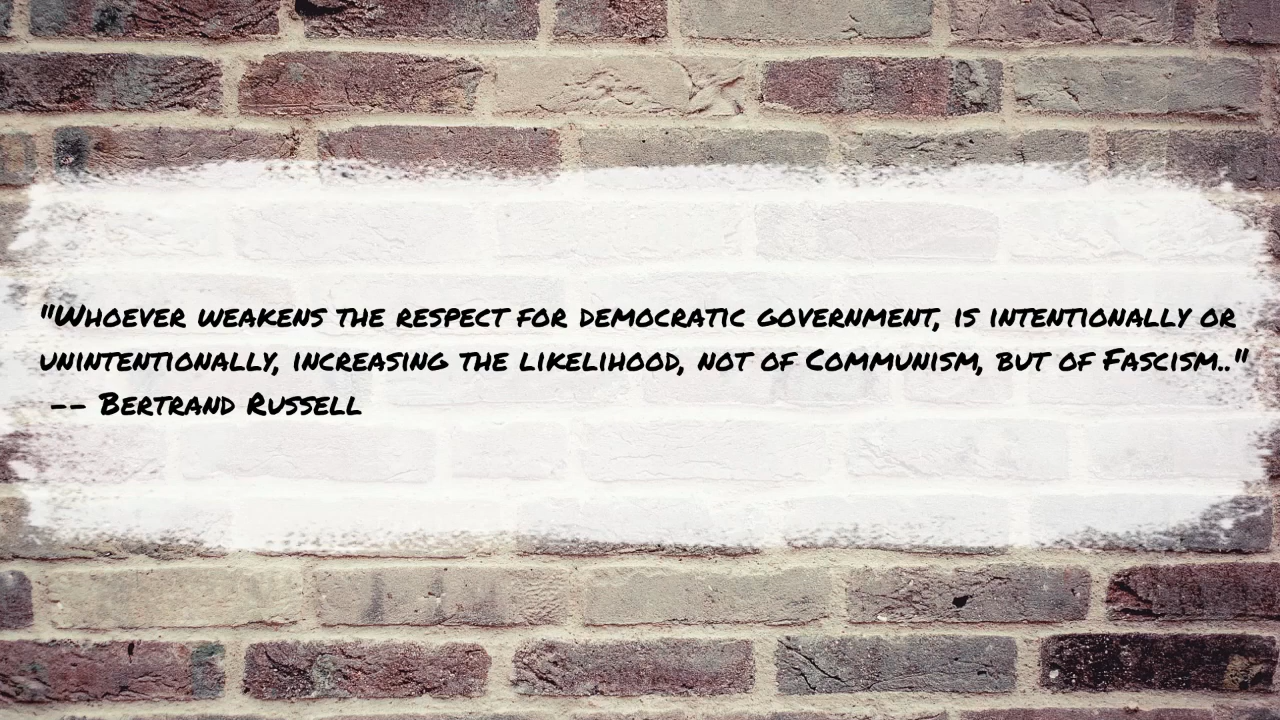 "Whoever weakens the respect for democratic government, is intentionally or
unintentionally, increasing the likelihood, not of Communism, but of Fascism.."
-- Bertrand Russell